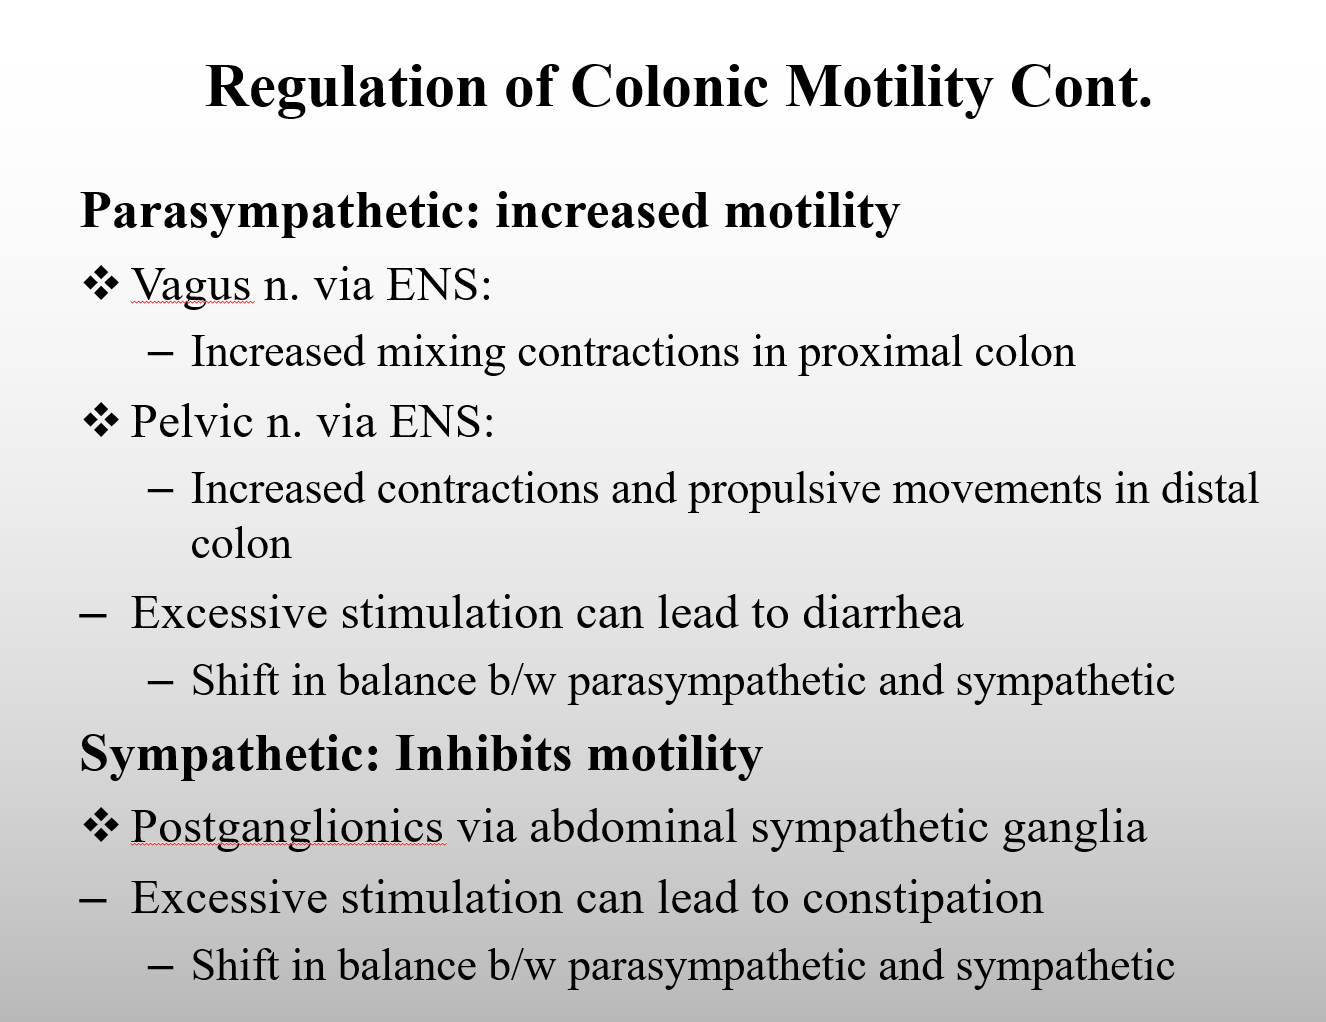 Regulation of Colonic Motility Cont.
Parasympathetic: increased motility
❖ Vagus n. via ENS:
– Increased mixing contractions in proximal colon
❖ Pelvic n. via ENS:
– Increased contractions and propulsive movements in distal
colon
– Excessive stimulation can lead to diarrhea
– Shift in balance b/w parasympathetic and sympathetic
Sympathetic: Inhibits motility
❖ Postganglionics via abdominal sympathetic ganglia
– Excessive stimulation can lead to constipation
– Shift in balance b/w parasympathetic and sympathetic